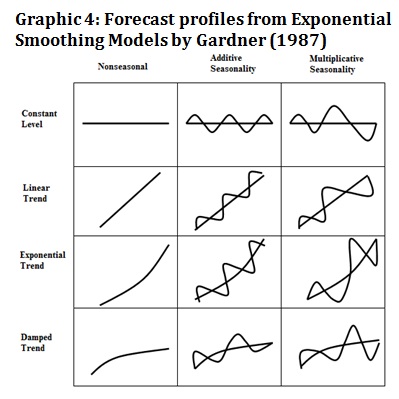 Graphic 4: Forecast profiles from Exponential
Smoothing Models by Gardner (1987)
Nonseasonal
Additive
Seasonality
Multiplicative
Seasonality
Constant
Level
Linear
Trend
Exponential
Trend
Damped
Trend